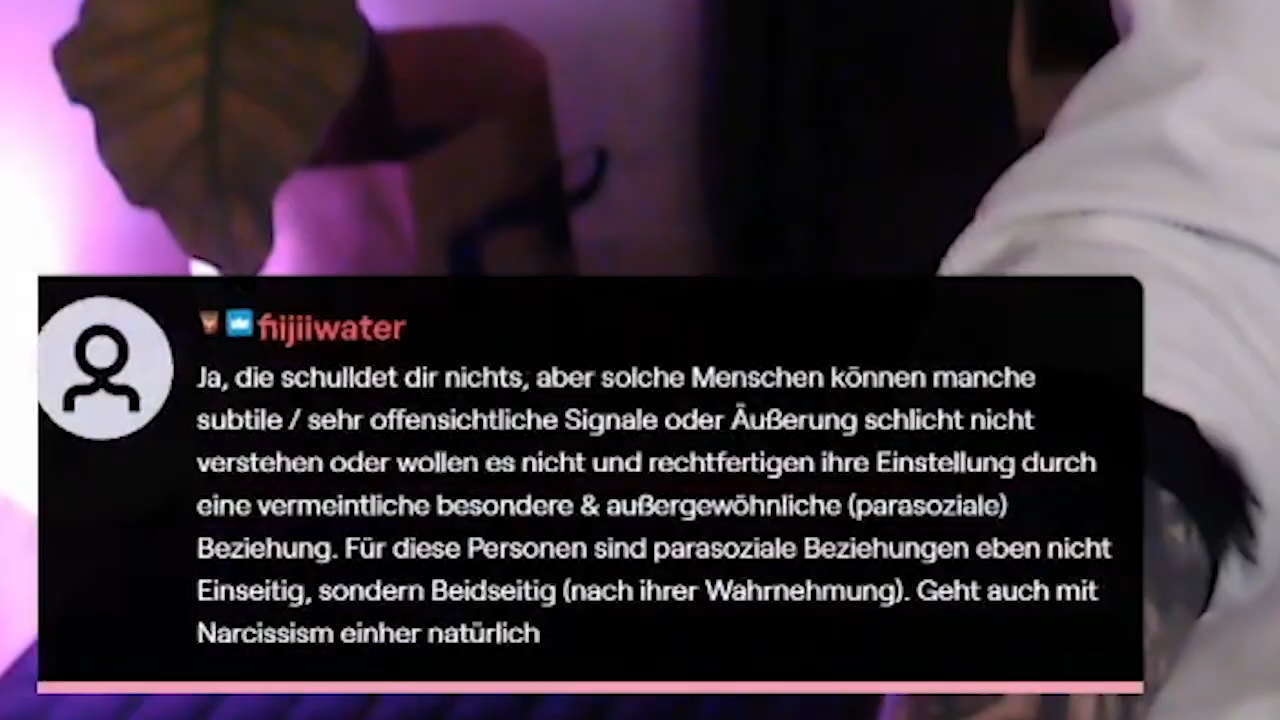 fiijiiwater
Ja, die schulldet dir nichts, aber solche Menschen können manche
subtile / sehr offensichtliche Signale oder Äußerung schlicht nicht
verstehen oder wollen es nicht und rechtfertigen ihre Einstellung durch
eine vermeintliche besondere & außergewöhnliche (parasoziale)
Beziehung. Für diese Personen sind parasoziale Beziehungen eben nicht
Einseitig, sondern Beidseitig (nach ihrer Wahrnehmung). Geht auch mit
Narcissism einher natürlich